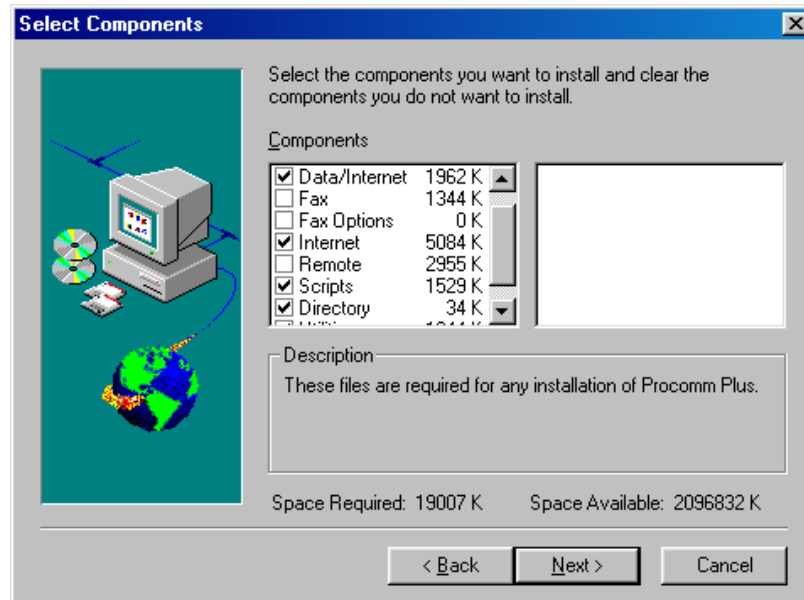 Select Components
Select the components you want to install and clear the
components you do not want to install.
Components
Data/Internet 1962 K
Fax 1344 K
Fax Options 0 K
Internet 5084 K
Remote 2955 K
Scripts 1529 K
Directory 34 K
Description
These files are required for any installation of Procomm Plus.
Space Required: 19007 K Space Available: 2096832 K
< Back Next > Cancel